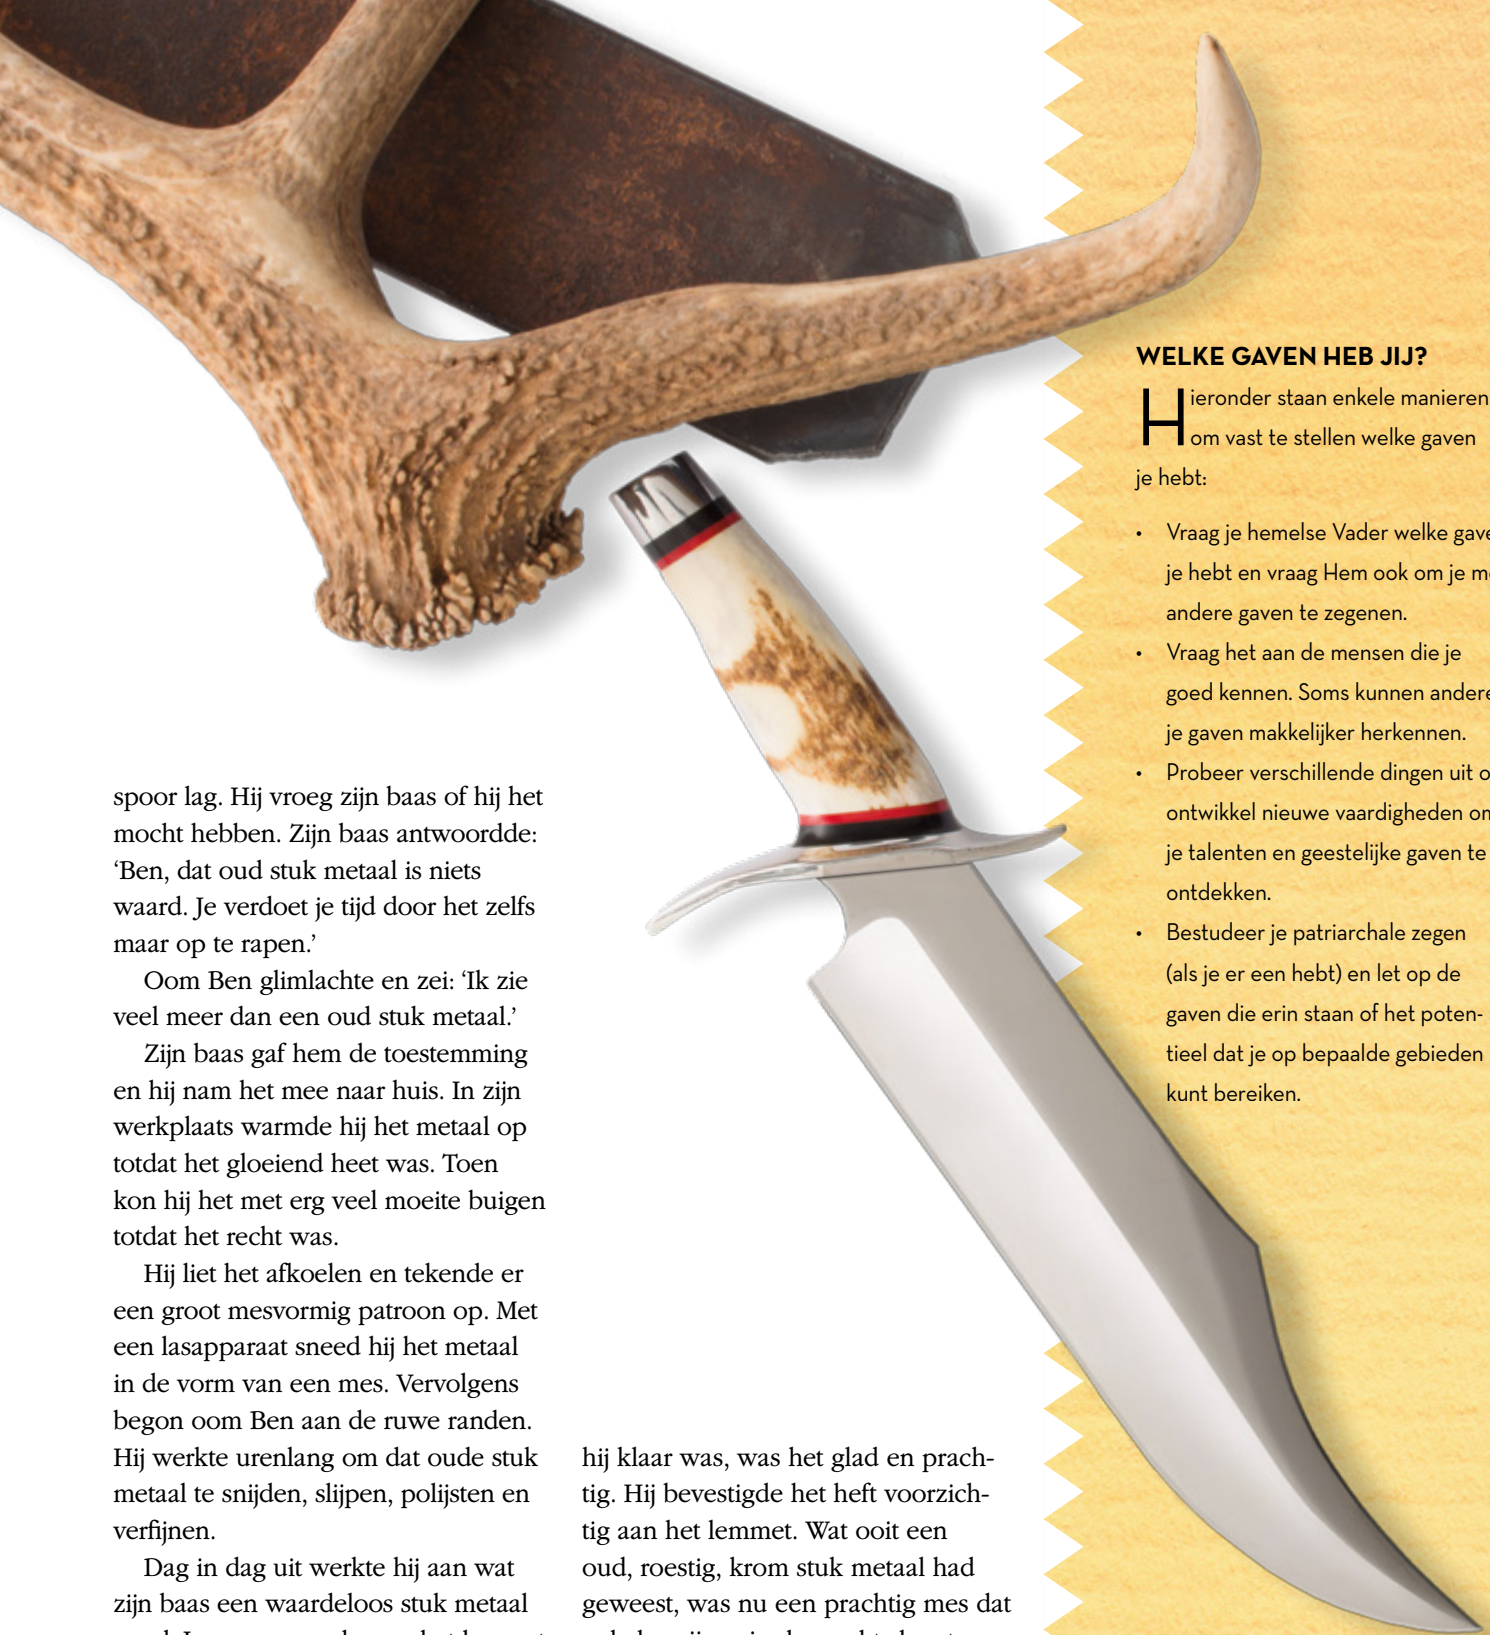 spoor lag. Hij vroeg zijn baas of hij het
mocht hebben. Zijn baas antwoordde:
‘Ben, dat oud stuk metaal is niets
waard. Je verdoet je tijd door het zelfs
maar op te rapen.’
Oom Ben glimlachte en zei: ‘Ik zie
veel meer dan een oud stuk metaal.’
Zijn baas gaf hem de toestemming
en hij nam het mee naar huis. In zijn
werkplaats warmde hij het metaal op
totdat het gloeiend heet was. Toen
kon hij het met erg veel moeite buigen
totdat het recht was.
Hij liet het afkoelen en tekende er
een groot mesvormig patroon op. Met
een lasapparaat sneed hij het metaal
in de vorm van een mes. Vervolgens
begon oom Ben aan de ruwe randen.
Hij werkte urenlang om dat oude stuk
metaal te snijden, slijpen, polijsten en
verfijnen.
Dag in dag uit werkte hij aan wat
zijn baas een waardeloos stuk metaal
hij klaar was, was het glad en prach-
tig. Hij bevestigde het heft voorzich-
tig aan het lemmet. Wat ooit een
oud, roestig, krom stuk metaal had
geweest, was nu een prachtig mes dat
WELKE GAVEN HEB JIJ?
Hieronder staan enkele manieren
om vast te stellen welke gaven
je hebt:
• Vraag je hemelse Vader welke
je hebt en vraag Hem ook om je
andere gaven te zegenen.
• Vraag het aan de mensen die je
goed kennen. Soms kunnen
je gaven makkelijker herkennen.
• Probeer verschillende dingen uit
ontwikkel nieuwe vaardigheden
je talenten en geestelijke gaven te
ontdekken.
• Bestudeer je patriarchale zegen
(als je er een hebt) en let op de
gaven die erin staan of het poten-
tieel dat je op bepaalde gebieden
kunt bereiken.